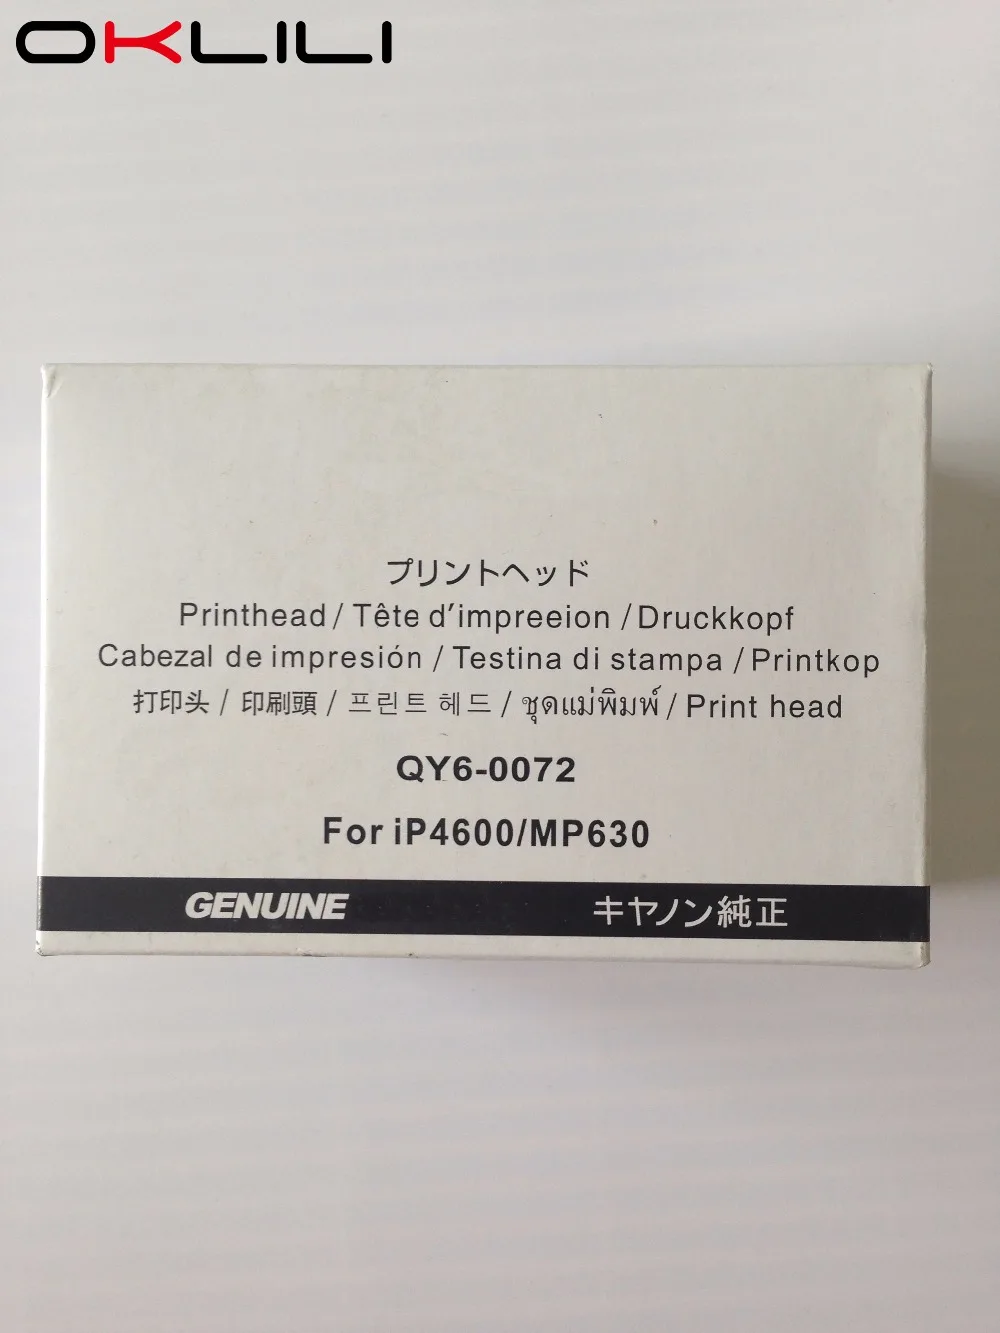 OKLILI
プリントヘッド
Printhead / Tête d'impreeion / Druckkopf
Cabezal de impresión / Testina di stampa / Printkop
打印头 / 印刷頭 / 프린트 헤드 / ชุดแม่พิมพ์ / Print head
QY6-0072
For iP4600/MP630
GENUINE キヤノン純正